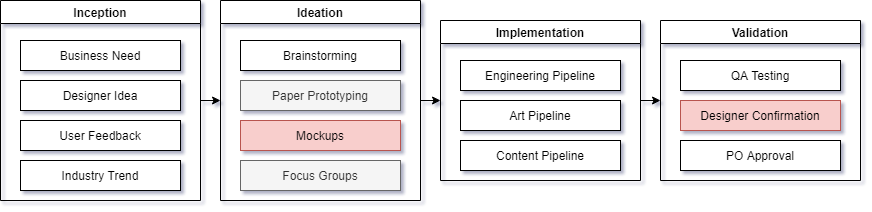 Inception
Business Need
Designer Idea
User Feedback
Industry Trend
Ideation
Brainstorming
Paper Prototyping
Mockups
Focus Groups
Implementation
Engineering Pipeline
Art Pipeline
Content Pipeline
Validation
QA Testing
Designer Confirmation
PO Approval